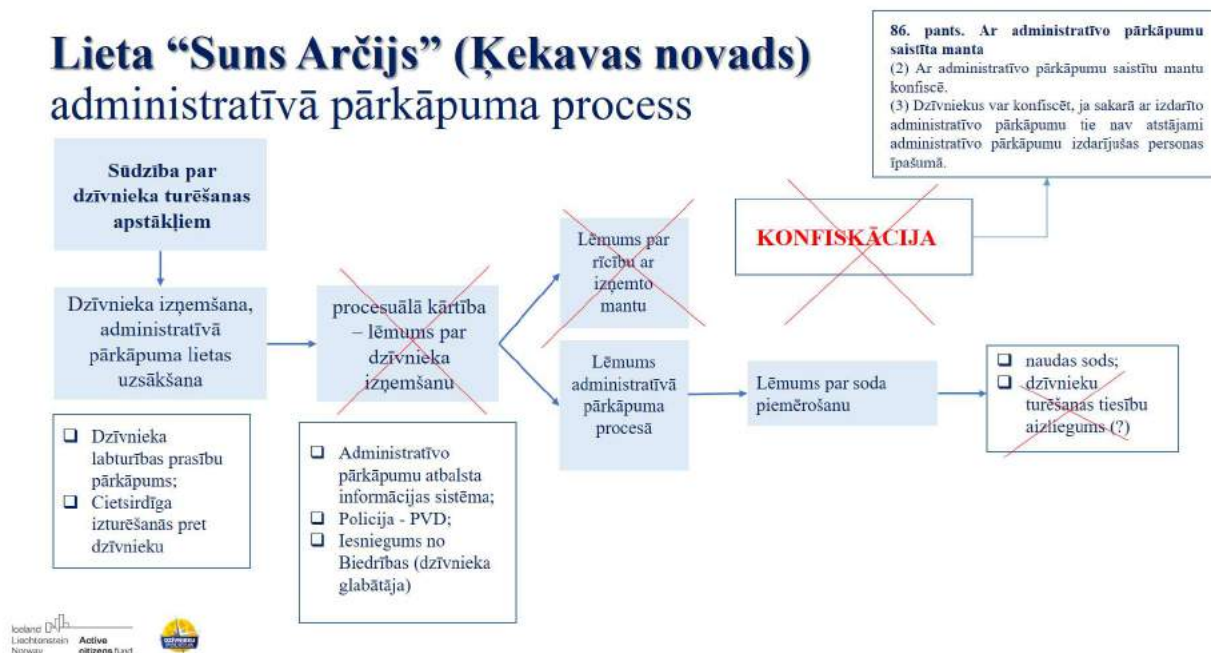 Lieta “Suns Arčijs” (Ķekavas novads)
administratīvā pārkāpuma process
86. pants. Ar administratīvo pārkāpumu
saistīta manta
(2) Ar administratīvo pārkāpumu saistītu mantu
konfiscē.
(3) Dzīvniekus var konfiscēt, ja sakarā ar izdarīto
administratīvo pārkāpumu tie nav atstājami
administratīvo pārkāpumu izdarījušas personas
īpašumā.
Sūdzība par
dzīvnieka turēšanas
apstākļiem
Dzīvnieka izņemšana,
administratīvā
pārkāpuma lietas
uzsākšana
❑ Dzīvnieka
labturības prasību
pārkāpums;
❑ Cietsirdīga
izturēšanās pret
dzīvnieku
procesuālā kārtība
– lēmums par
dzīvnieka
izņemšanu
❑ Administratīvo
pārkāpumu atbalsta
informācijas sistēma;
❑ Policija - PVD;
❑ Iesniegums no
Biedrības (dzīvnieka
glabātāja)
Lēmums par
rīcību ar
izņemto
mantu
KONFISKĀCIJA
Lēmums
administratīvā
pārkāpuma
procesā
Lēmums par soda
piemērošanu
❑ naudas sods;
❑ dzīvnieku
turēšanas tiesību
aizliegums (?)
Iceland
Liechtenstein Active
Norway citizens fund